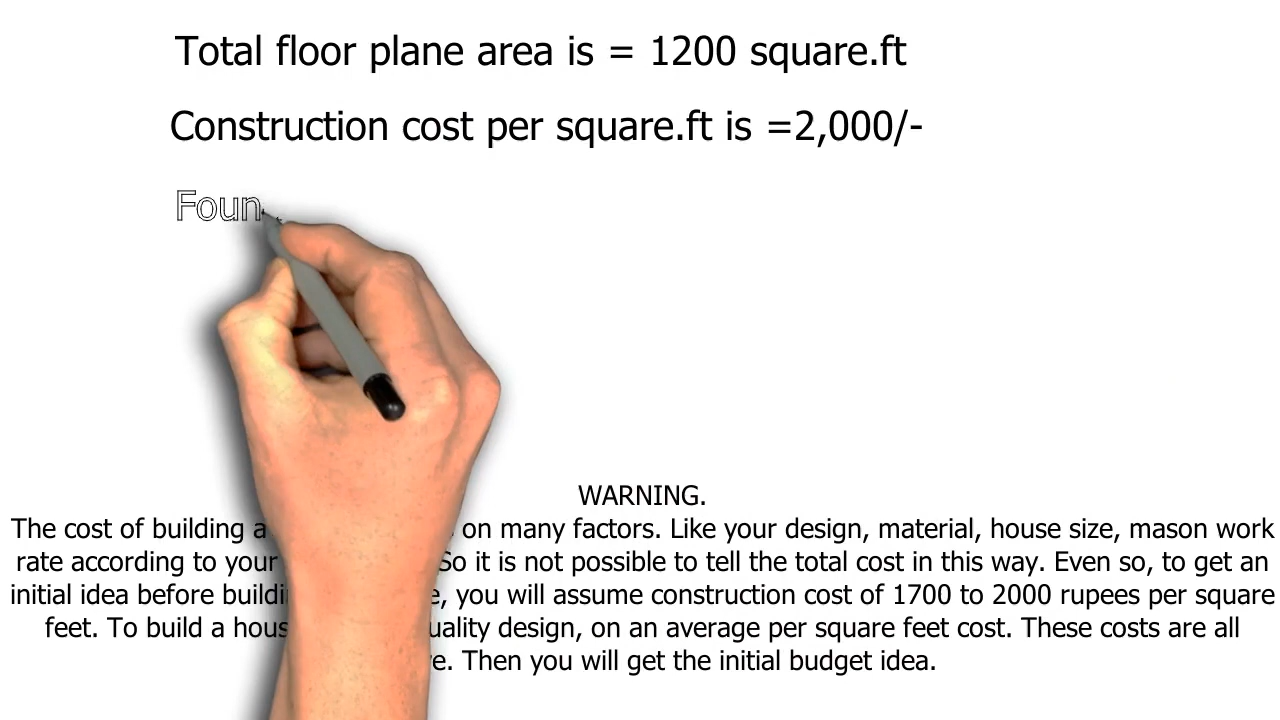 Total floor plane area is = 1200 square.ft
Construction cost per square.ft is =2,000/-
Foun
WARNING.
The cost of building a on many factors. Like your design, material, house size, mason work
rate according to your So it is not possible to tell the total cost in this way. Even so, to get an
initial idea before you will assume construction cost of 1700 to 2000 rupees per square
feet. To build a design, on an average per square feet cost. These costs are all
Then you will get the initial budget idea.